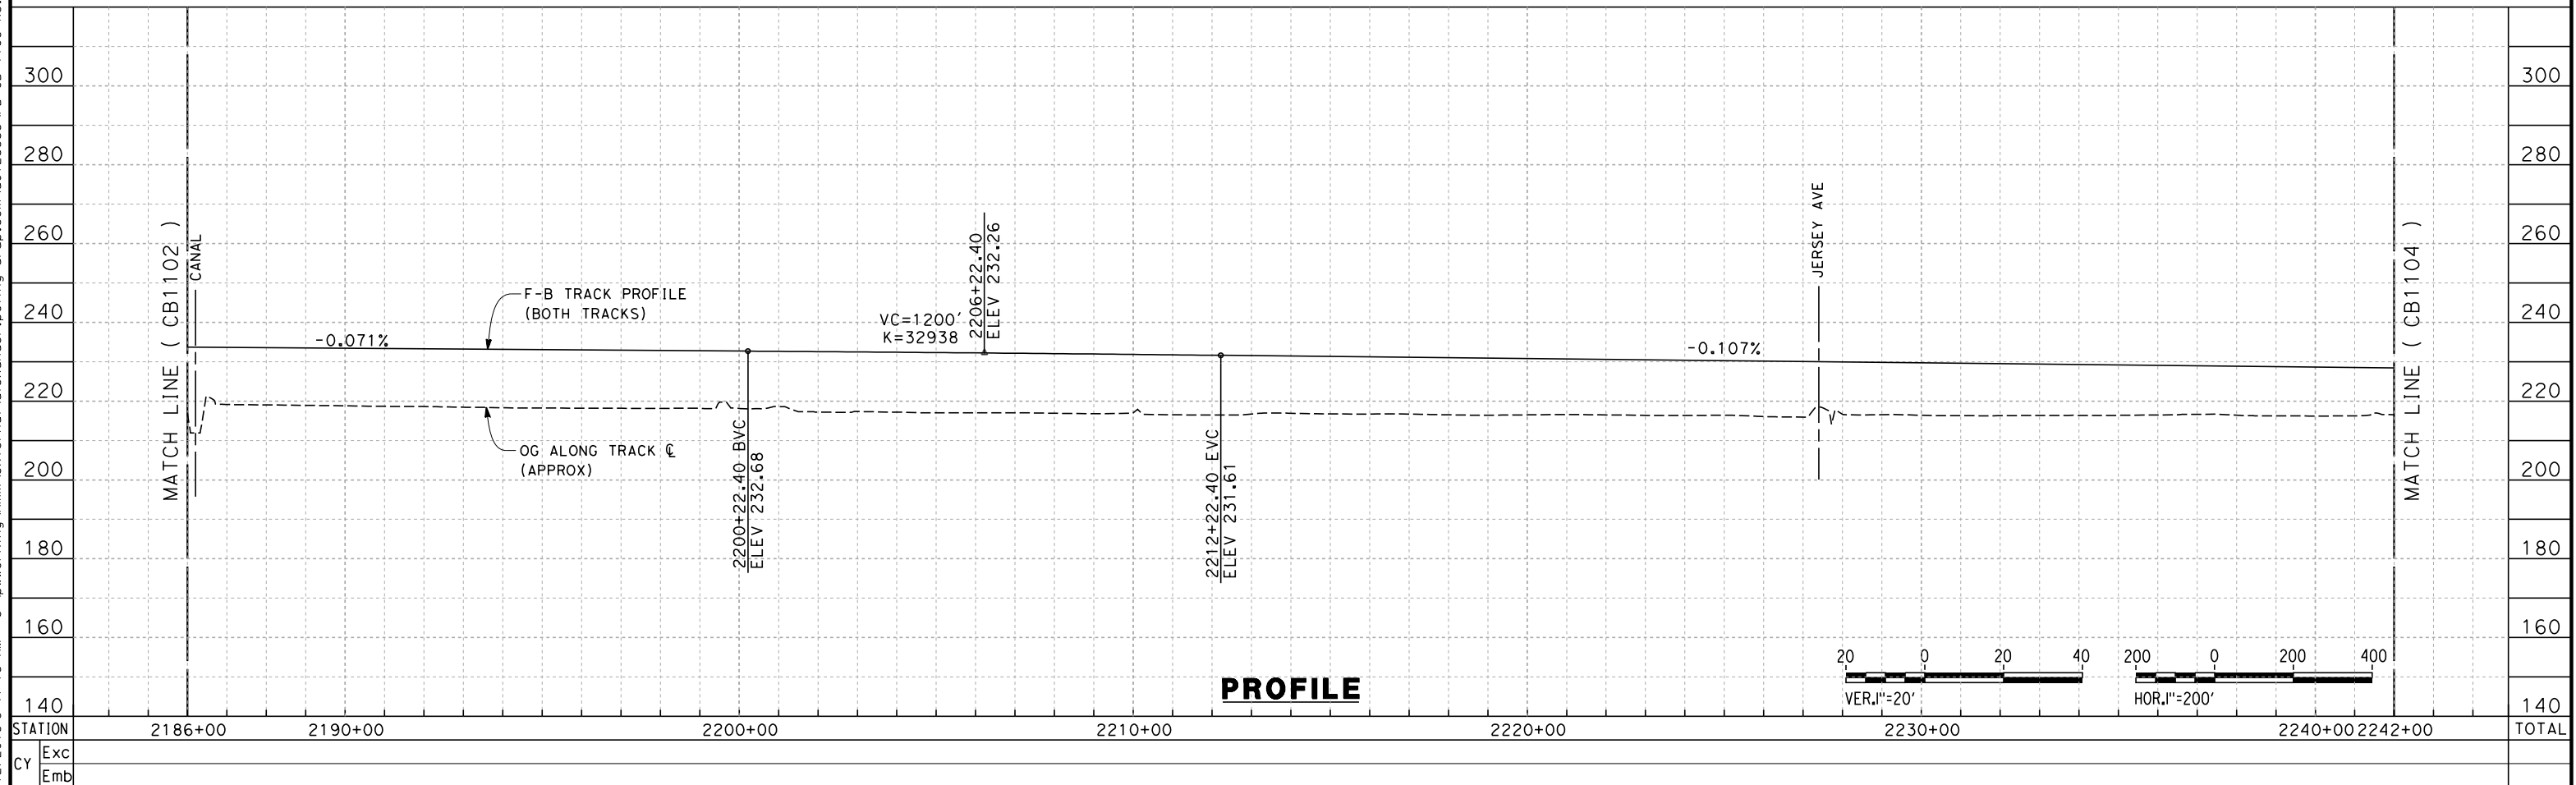 300
280
260
240
220
200
180
160
140
300
280
260
240
220
200
180
160
140
MATCH LINE ( CB1102 )
CANAL
-0.071%
F-B TRACK PROFILE
(BOTH TRACKS)
OG ALONG TRACK ℄
(APPROX)
2200+22.40 BVC
ELEV 232.68
VC=1200'
K=32938
2206+22.40
ELEV 232.26
2212+22.40 EVC
ELEV 231.61
-0.107%
JERSEY AVE
MATCH LINE ( CB1104 )
PROFILE
20 0 20 40
VER.1"=20'
200 0 200 400
HOR.1"=200'
STATION 2186+00 2190+00 2200+00 2210+00 2220+00 2230+00 2240+00 2242+00 TOTAL
CY
Exc
Emb